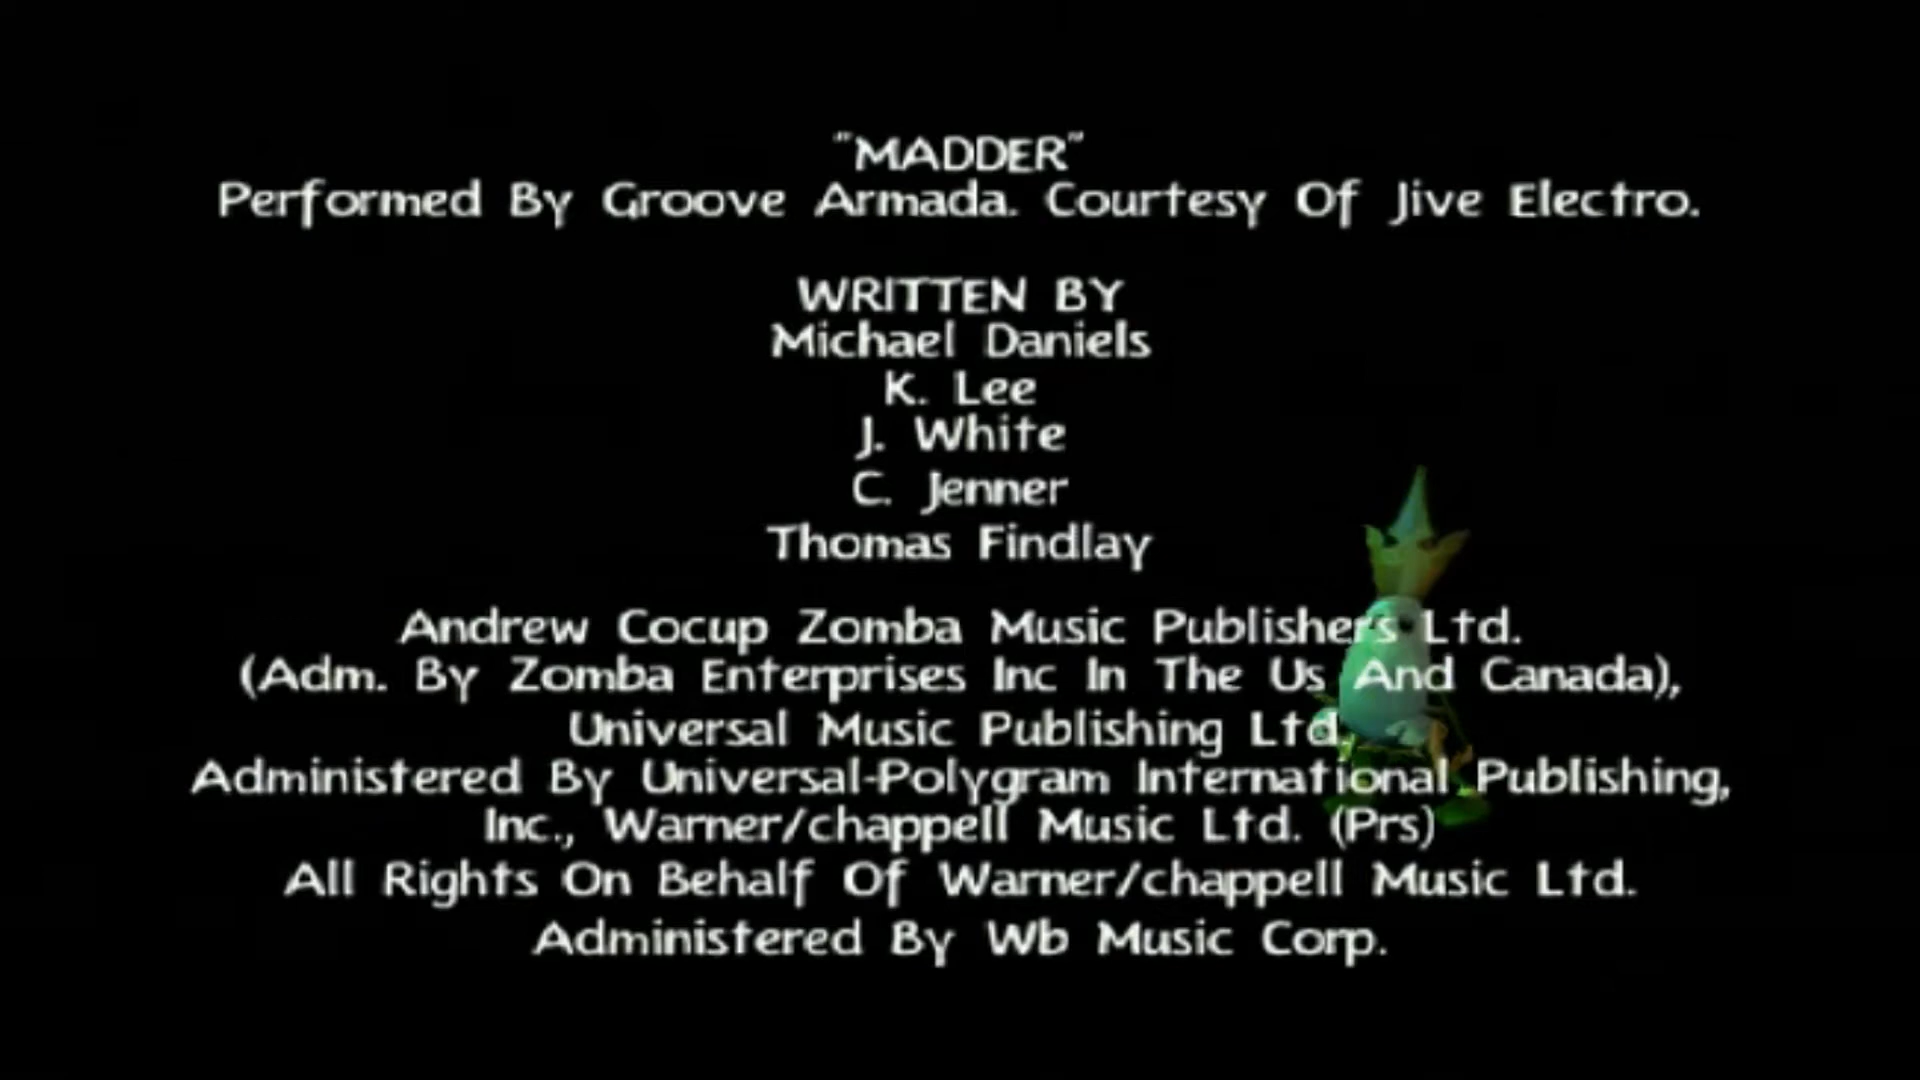 "MADDER"
Performed By Groove Armada. Courtesy Of Jive Electro.
WRITTEN BY
Michael Daniels
K. Lee
J. White
C. Jenner
Thomas Findlay
Andrew Cocup Zomba Music Publishers Ltd.
(Adm. By Zomba Enterprises Inc In The Us And Canada),
Universal Music Publishing Ltd.
Administered By Universal-Polygram International Publishing,
Inc., Warner/chappell Music Ltd. (Prs)
All Rights On Behalf Of Warner/chappell Music Ltd.
Administered By Wb Music Corp.